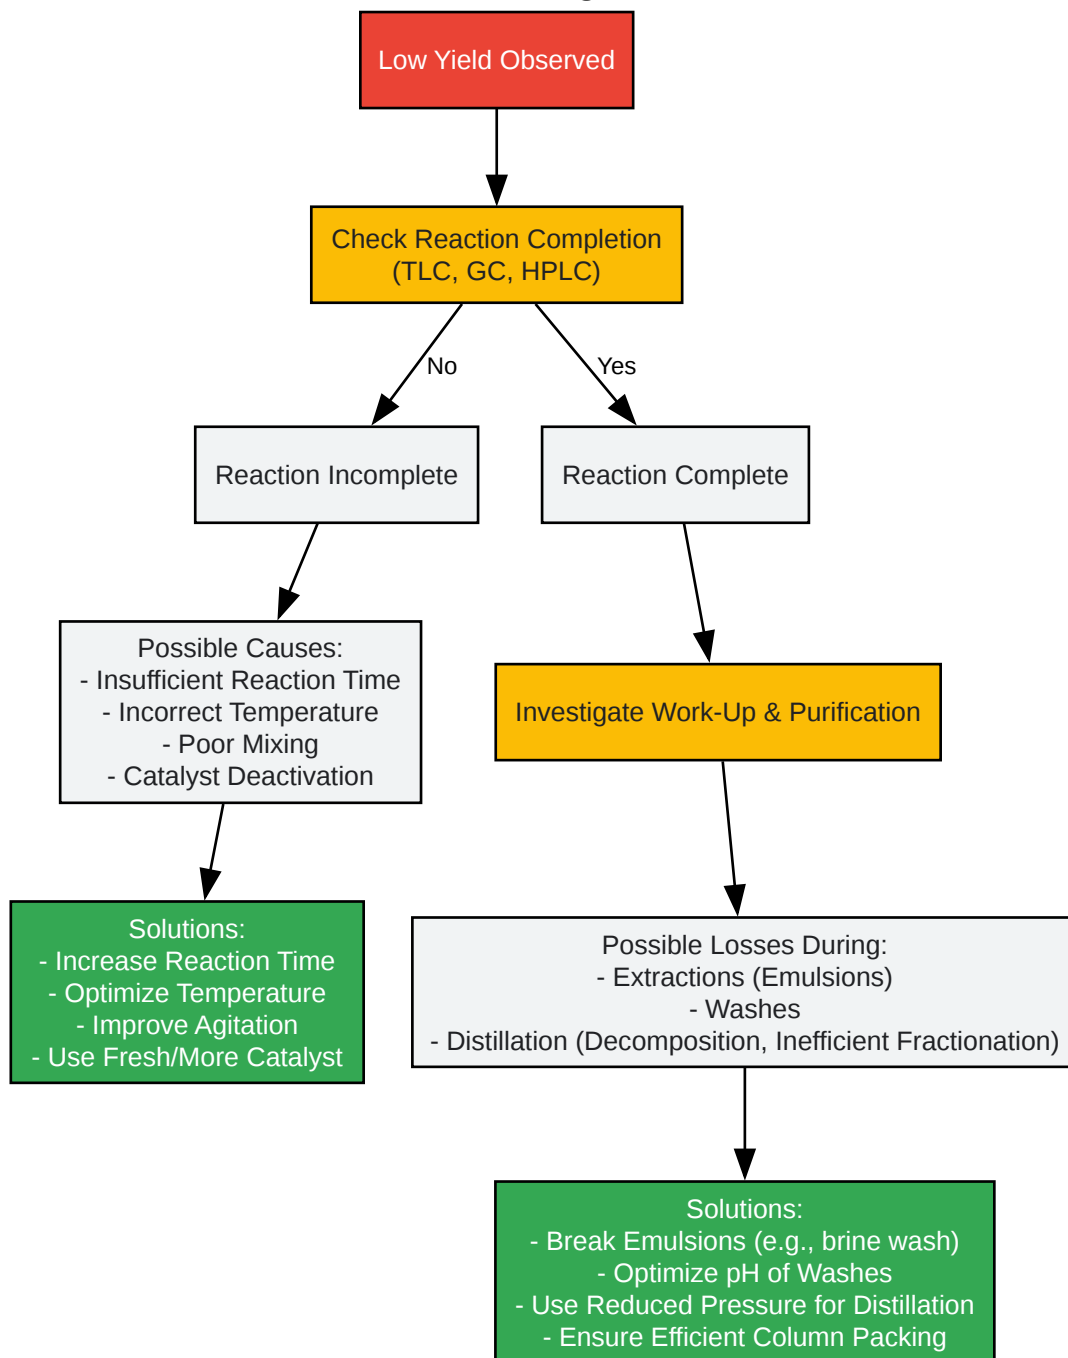 Low Yield Observed
Check Reaction Completion
(TLC, GC, HPLC)
No
Yes
Reaction Incomplete
Reaction Complete
Possible Causes:
- Insufficient Reaction Time
- Incorrect Temperature
- Poor Mixing
- Catalyst Deactivation
Investigate Work-Up & Purification
Solutions:
- Increase Reaction Time
- Optimize Temperature
- Improve Agitation
- Use Fresh/More Catalyst
Possible Losses During:
- Extractions (Emulsions)
- Washes
- Distillation (Decomposition, Inefficient Fractionation)
Solutions:
- Break Emulsions (e.g., brine wash)
- Optimize pH of Washes
- Use Reduced Pressure for Distillation
- Ensure Efficient Column Packing